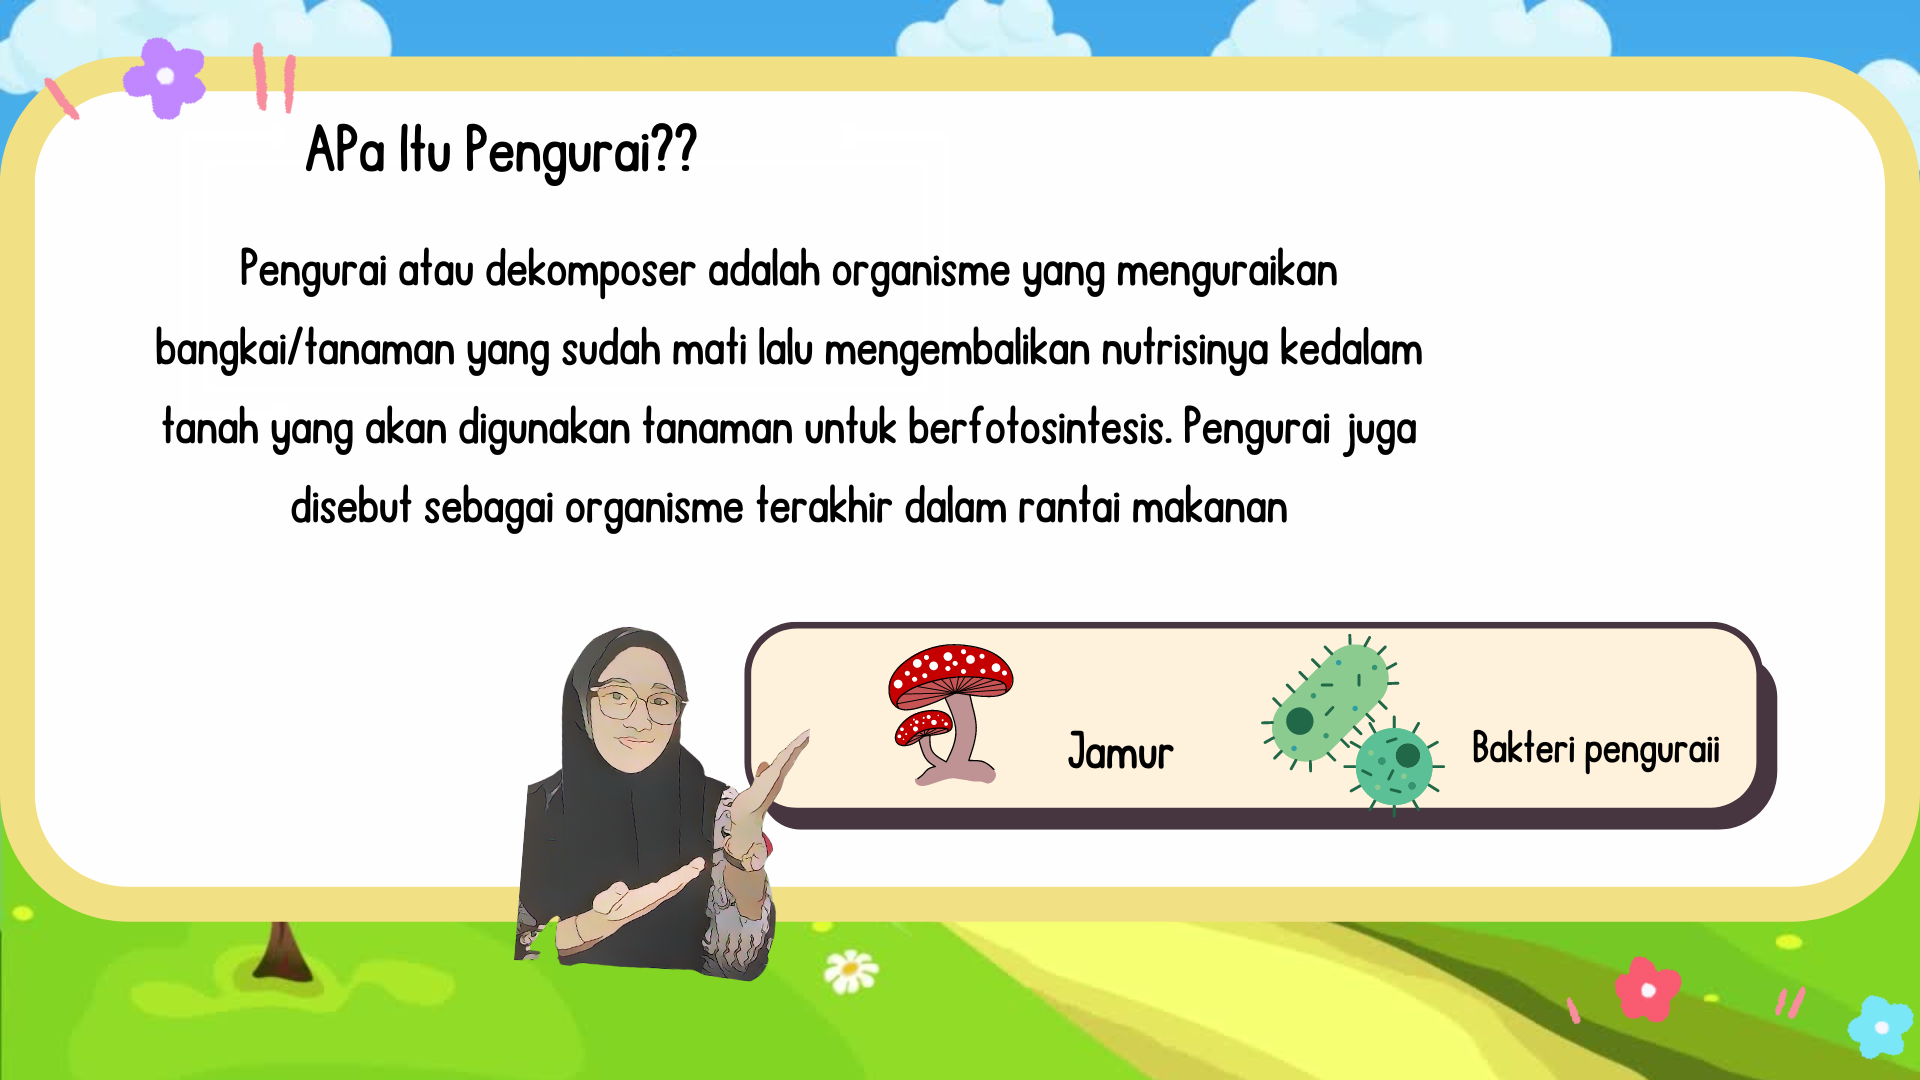 APa Itu Pengurai??
Pengurai atau dekomposer adalah organisme yang menguraikan
bangkai/tanaman yang sudah mati lalu mengembalikan nutrisinya kedalam
tanah yang akan digunakan tanaman untuk berfotosintesis. Pengurai juga
disebut sebagai organisme terakhir dalam rantai makanan
Jamur
Bakteri penguraii